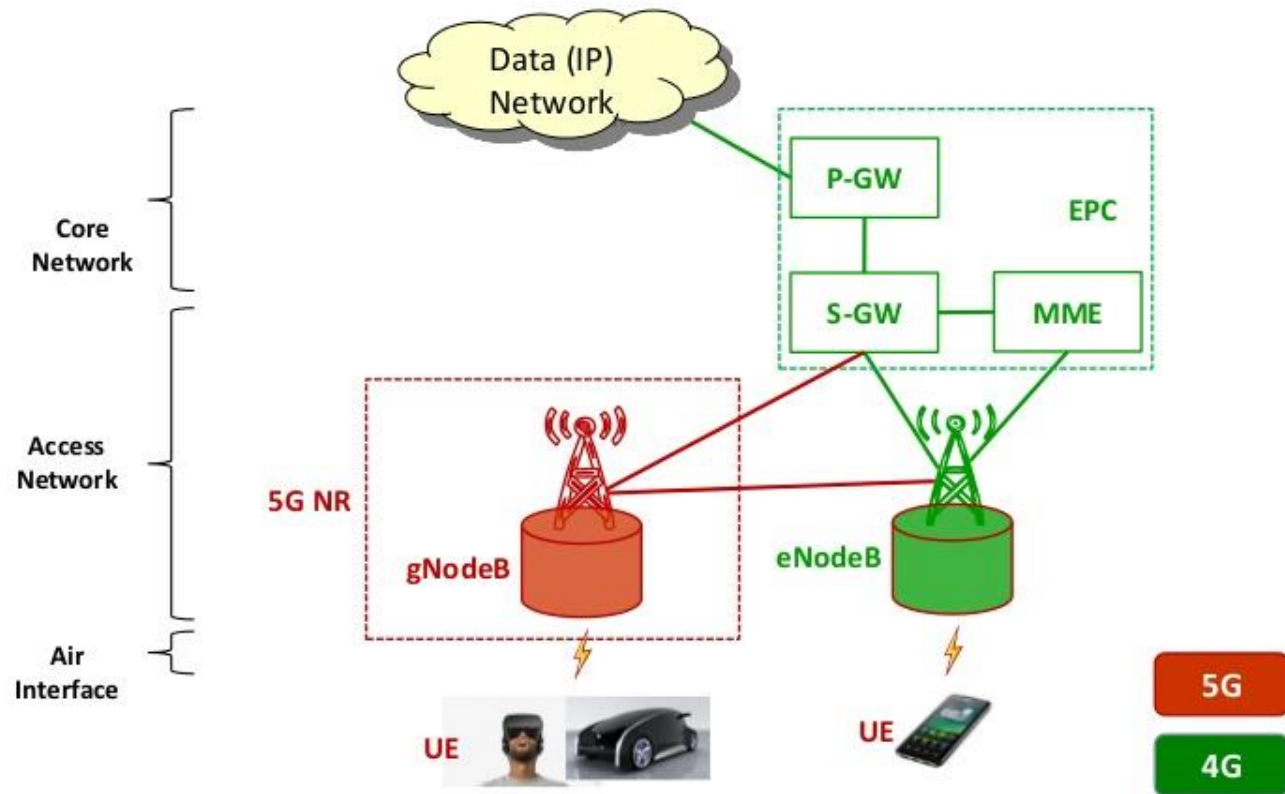 Data (IP)
Network
P-GW
EPC
Core
Network
S-GW
MME
Access
Network
5G NR
gNodeB
eNodeB
Air
Interface
UE
UE
5G
4G